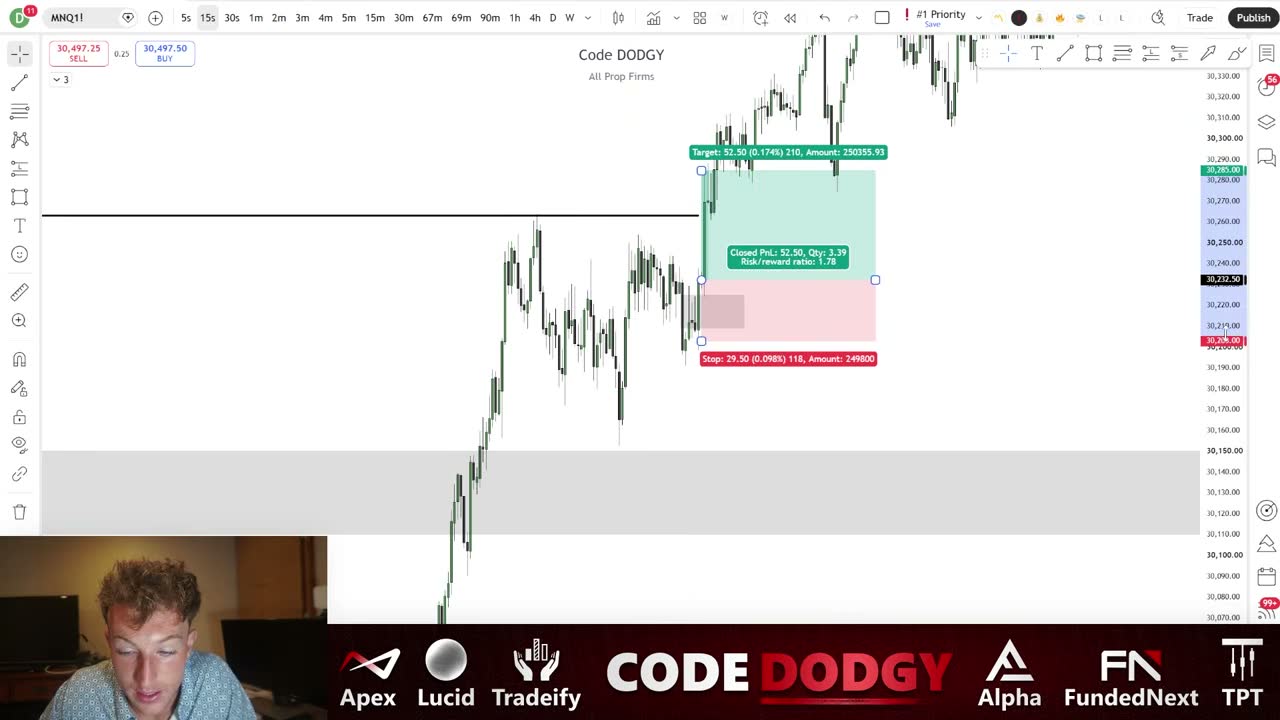 D
11
MNQ1!
5s 15s 30s 1m 2m 3m 4m 5m 15m 30m 67m 69m 90m 1h 4h D W
W
#1 Priority
Save
L L
Trade
Publish
30,497.25
SELL
0.25
30,497.50
BUY
3
Code DODGY
All Prop Firms
T
56
Target: 52.50 (0.174%) 210, Amount: 250355.93
Closed PnL: 52.50, Qty: 3.39
Risk/reward ratio: 1.78
Stop: 29.50 (0.098%) 118, Amount: 249800
30,330.00
30,320.00
30,310.00
30,300.00
30,290.00
30,285.00
30,280.00
30,270.00
30,260.00
30,250.00
30,240.00
30,232.50
30,220.00
30,210.00
30,190.00
30,180.00
30,170.00
30,160.00
30,150.00
30,140.00
30,130.00
30,120.00
30,110.00
30,100.00
30,090.00
30,080.00
30,070.00
T
99+
Apex
Lucid
Tradeify
CODE DODGY
Alpha
FN
FundedNext
TPT